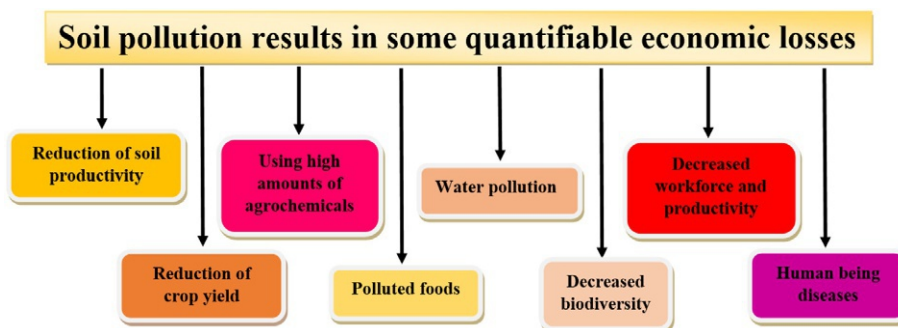 Soil pollution results in some quantifiable economic losses
Reduction of soil
productivity
Using high
amounts of
agrochemicals
Water pollution
Decreased
workforce and
productivity
Reduction of
crop yield
Polluted foods
Decreased
biodiversity
Human being
diseases